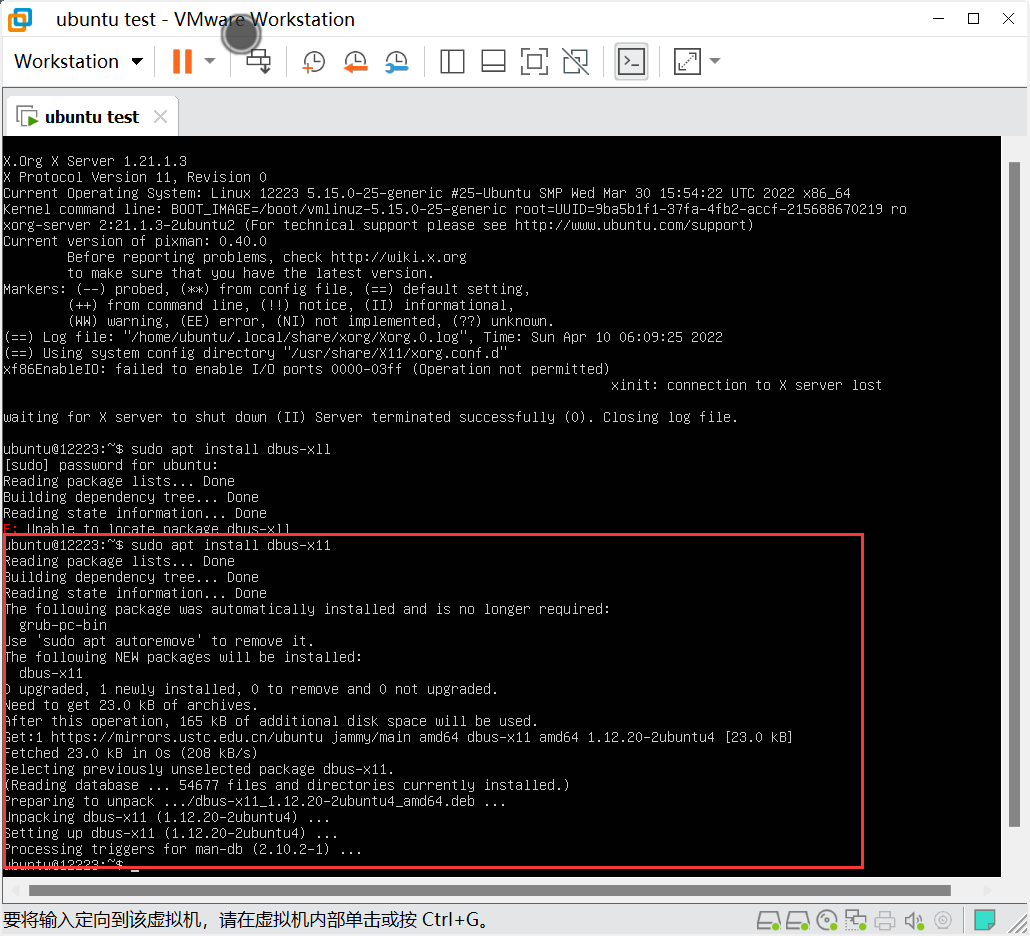 ubuntu test - VMware Workstation
Workstation
ubuntu test
X.Org X Server 1.21.1.3
X Protocol Version 11, Revision 0
Current Operating System: Linux 12223 5.15.0-25-generic #25-Ubuntu SMP Wed Mar 30 15:54:22 UTC 2022 x86_64
Kernel command line: BOOT_IMAGE=/boot/vmlinuz-5.15.0-25-generic root=UUID=9ba5b1f1-37fa-4fb2-accf-215688670219 ro
xorg-server 2:21.1.3-2ubuntu2 (For technical support please see http://www.ubuntu.com/support)
Current version of pixman: 0.40.0
Before reporting problems, check http://wiki.x.org
to make sure that you have the latest version.
Markers: (--) probed, (**) from config file, (==) default setting,
(++) from command line, (!!) notice, (II) informational,
(WW) warning, (EE) error, (NI) not implemented, (??) unknown.
(==) Log file: "/home/ubuntu/.local/share/xorg/Xorg.0.log", Time: Sun Apr 10 06:09:25 2022
(==) Using system config directory "/usr/share/X11/xorg.conf.d"
xf86EnableIO: failed to enable I/O ports 0000-03ff (Operation not permitted)
xinit: connection to X server lost
waiting for X server to shut down (II) Server terminated successfully (0). Closing log file.
ubuntu@12223:~$ sudo apt install dbus-xll
[sudo] password for ubuntu:
Reading package lists... Done
Building dependency tree... Done
Reading state information... Done
E: Unable to locate package dbus-xll
ubuntu@12223:~$ sudo apt install dbus-x11
Reading package lists... Done
Building dependency tree... Done
Reading state information... Done
The following package was automatically installed and is no longer required:
grub-pc-bin
Use 'sudo apt autoremove' to remove it.
The following NEW packages will be installed:
dbus-x11
0 upgraded, 1 newly installed, 0 to remove and 0 not upgraded.
Need to get 23.0 kB of archives.
After this operation, 165 kB of additional disk space will be used.
Get:1 https://mirrors.ustc.edu.cn/ubuntu jammy/main amd64 dbus-x11 amd64 1.12.20-2ubuntu4 [23.0 kB]
Fetched 23.0 kB in 0s (208 kB/s)
Selecting previously unselected package dbus-x11.
(Reading database ... 54677 files and directories currently installed.)
Preparing to unpack .../dbus-x11_1.12.20-2ubuntu4_amd64.deb ...
Unpacking dbus-x11 (1.12.20-2ubuntu4) ...
Setting up dbus-x11 (1.12.20-2ubuntu4) ...
Processing triggers for man-db (2.10.2-1) ...
ubuntu@12223:~$ _
要将输入定向到该虚拟机，请在虚拟机内部单击或按 Ctrl+G。